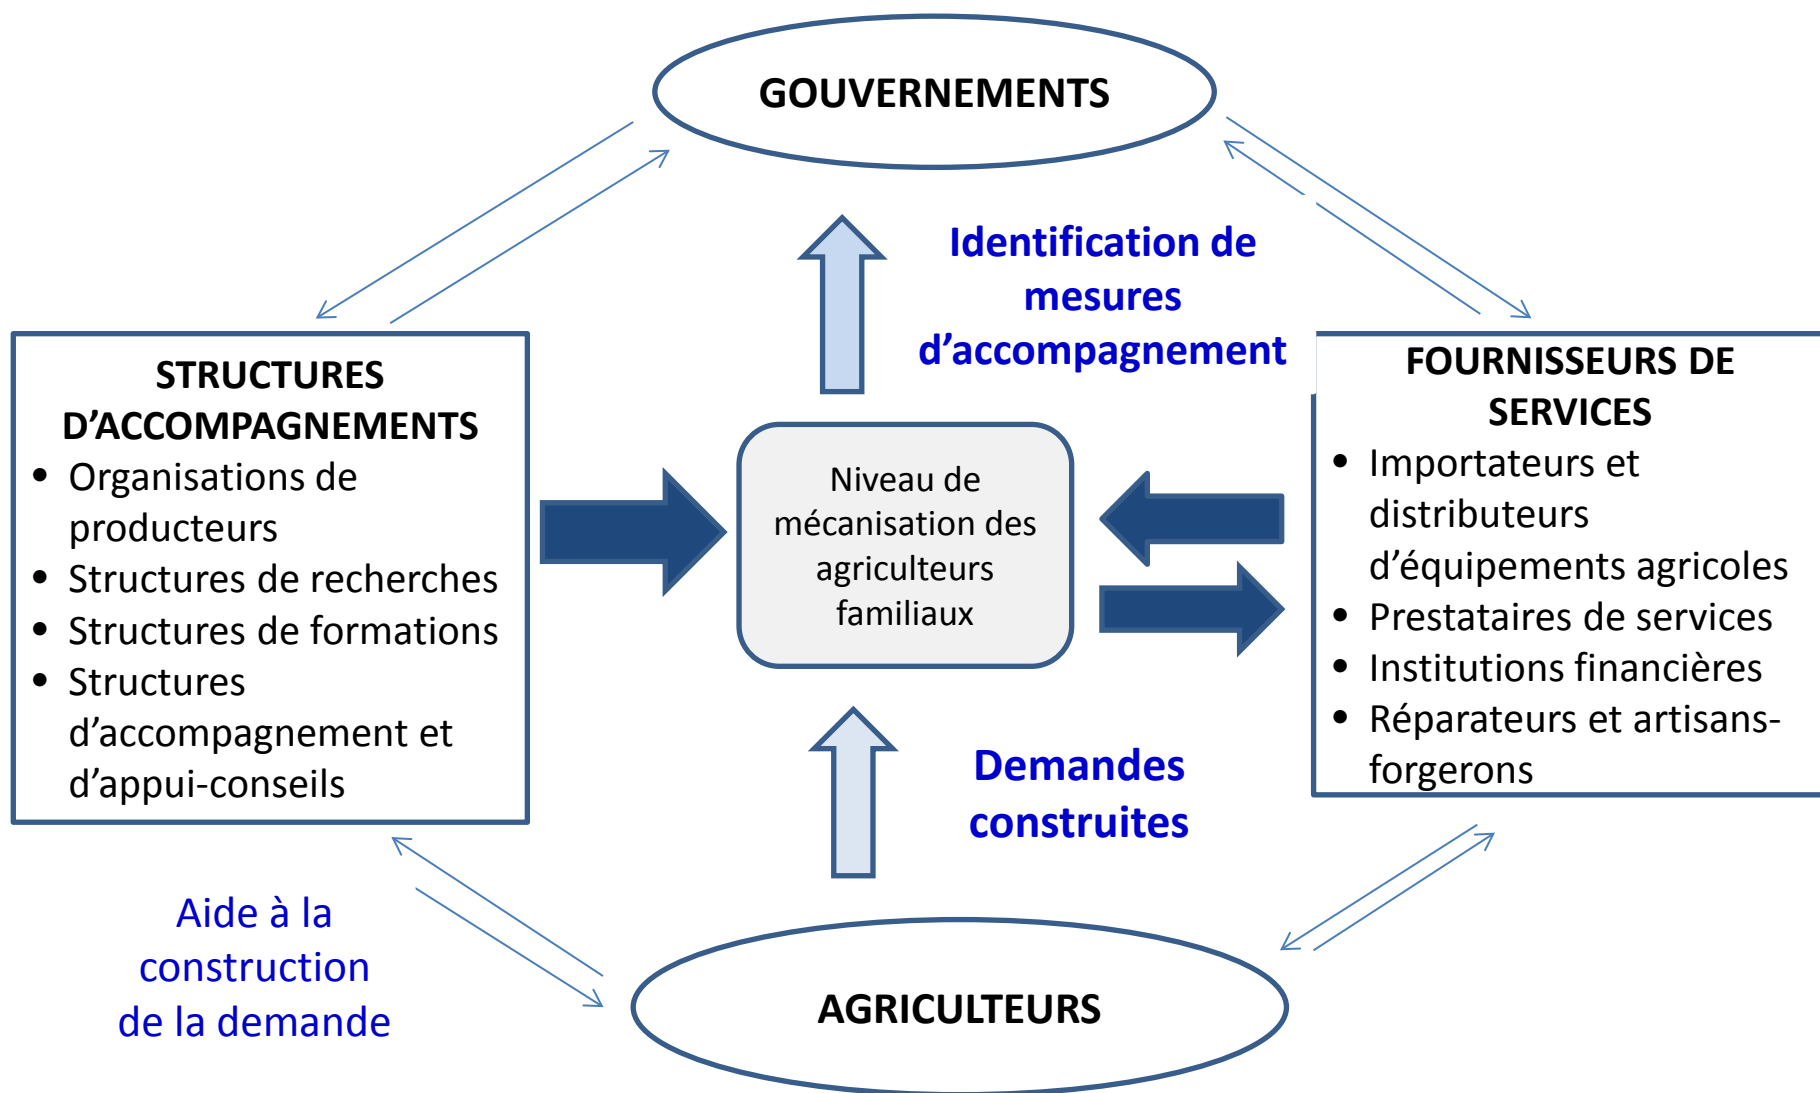 GOUVERNEMENTS
Identification de
mesures
d’accompagnement
STRUCTURES
D’ACCOMPAGNEMENTS
• Organisations de
producteurs
• Structures de recherches
• Structures de formations
• Structures
d’accompagnement et
d’appui-conseils
Niveau de
mécanisation des
agriculteurs
familiaux
FOURNISSEURS DE
SERVICES
• Importateurs et
distributeurs
d’équipements agricoles
• Prestataires de services
• Institutions financières
• Réparateurs et artisans-
forgerons
Demandes
construites
Aide à la
construction
de la demande
AGRICULTEURS